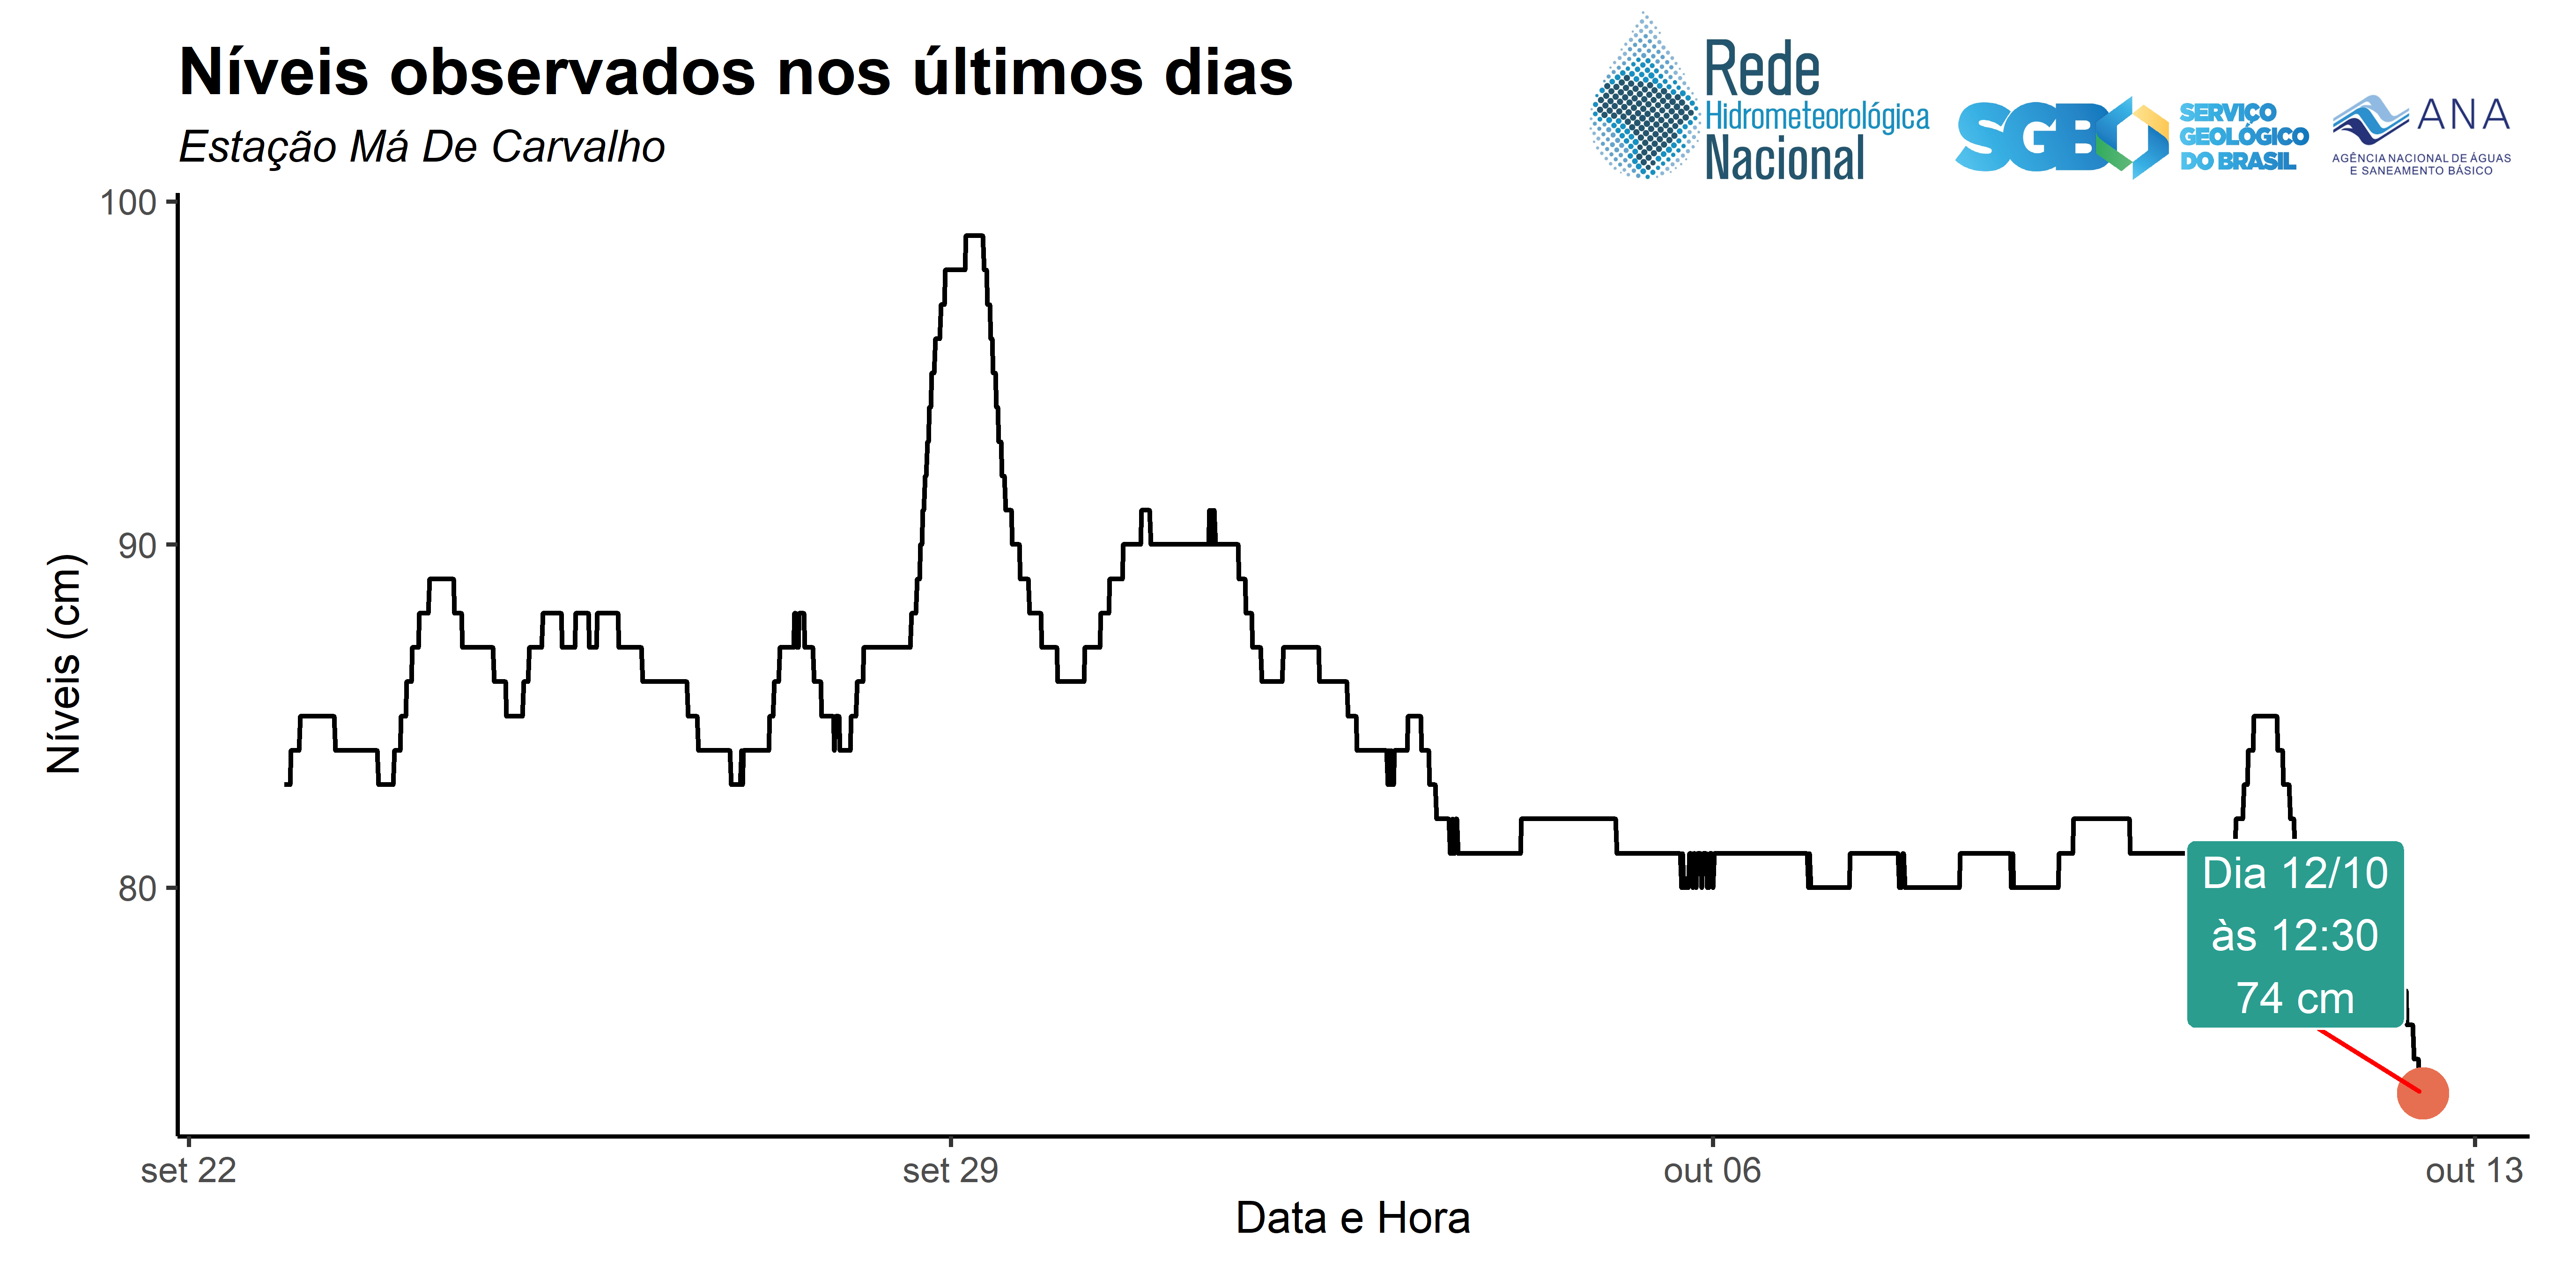 Níveis observados nos últimos dias
Estação Má De Carvalho
Rede
Hidrometeorológica
Nacional
SGB
SERVIÇO
GEOLÓGICO
DO BRASIL
ANA
AGÊNCIA NACIONAL DE ÁGUAS
E SANEAMENTO BÁSICO
Níveis (cm)
100
90
80
Dia 12/10
às 12:30
74 cm
set 22
set 29
out 06
out 13
Data e Hora